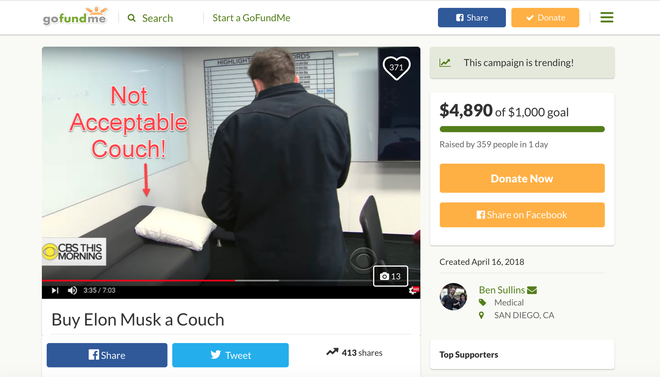 gofundme
Search
Start a GoFundMe
Share
Donate
371
HIGHLIGHT
Not
Acceptable
Couch!
CBS THIS
MORNING
13
3:35 / 7:03
Buy Elon Musk a Couch
Share
Tweet
413 shares
This campaign is trending!
$4,890 of $1,000 goal
Raised by 359 people in 1 day
Donate Now
Share on Facebook
Created April 16, 2018
Ben Sullins
Medical
SAN DIEGO, CA
Top Supporters